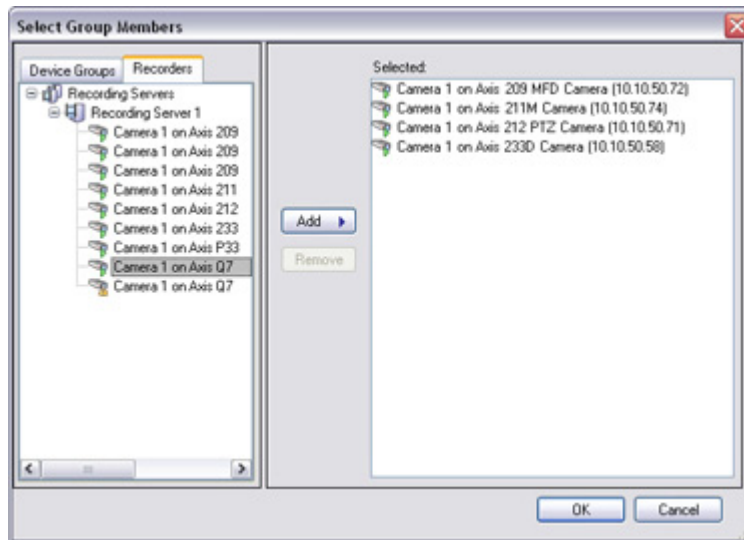 Select Group Members
Device Groups
Recorders
Recording Servers
Recording Server 1
Camera 1 on Axis 209
Camera 1 on Axis 209
Camera 1 on Axis 209
Camera 1 on Axis 211
Camera 1 on Axis 212
Camera 1 on Axis 233
Camera 1 on Axis P33
Camera 1 on Axis Q7
Camera 1 on Axis Q7
Add
Remove
Selected:
Camera 1 on Axis 209 MFD Camera (10.10.50.72)
Camera 1 on Axis 211M Camera (10.10.50.74)
Camera 1 on Axis 212 PTZ Camera (10.10.50.71)
Camera 1 on Axis 233D Camera (10.10.50.58)
OK
Cancel